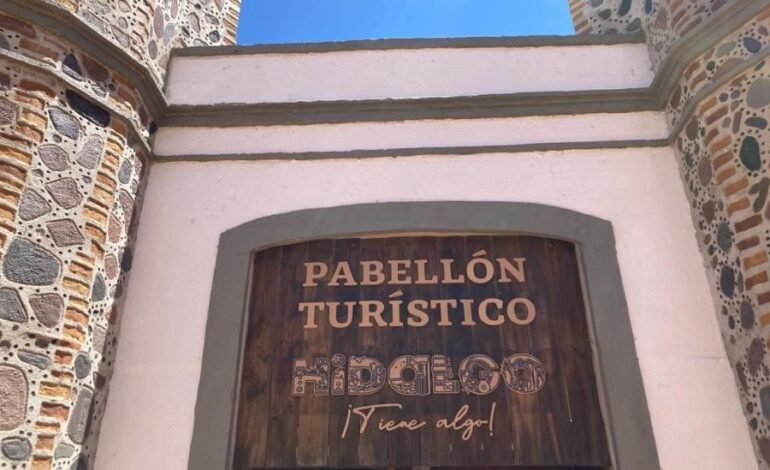 PABELLÓN
TURÍSTICO
HiDALGO
¡Tiene algo!